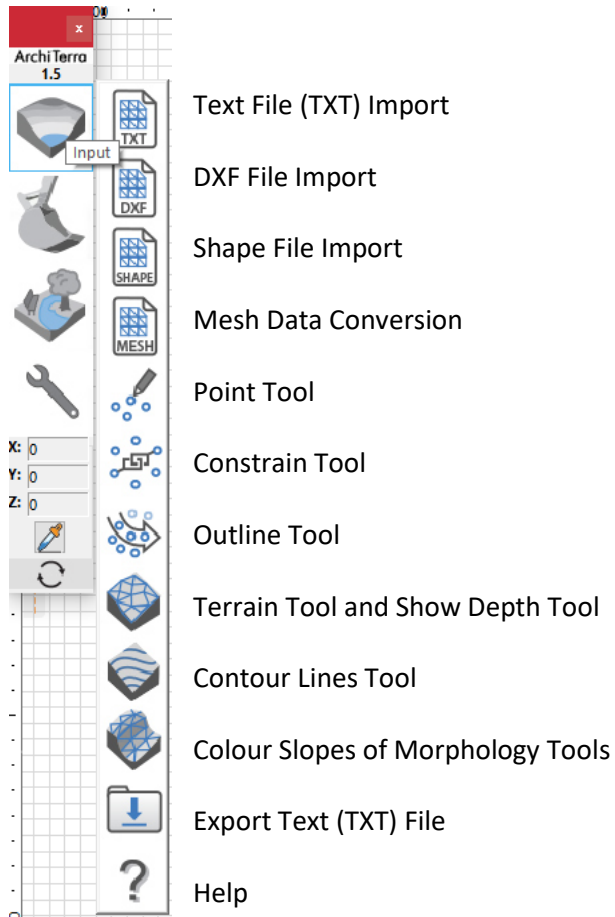 x
ArchiTerra
1.5
Input
X: 0
Y: 0
Z: 0
TXT
Text File (TXT) Import
DXF
DXF File Import
SHAPE
Shape File Import
MESH
Mesh Data Conversion
Point Tool
Constrain Tool
Outline Tool
Terrain Tool and Show Depth Tool
Contour Lines Tool
Colour Slopes of Morphology Tools
Export Text (TXT) File
?
Help